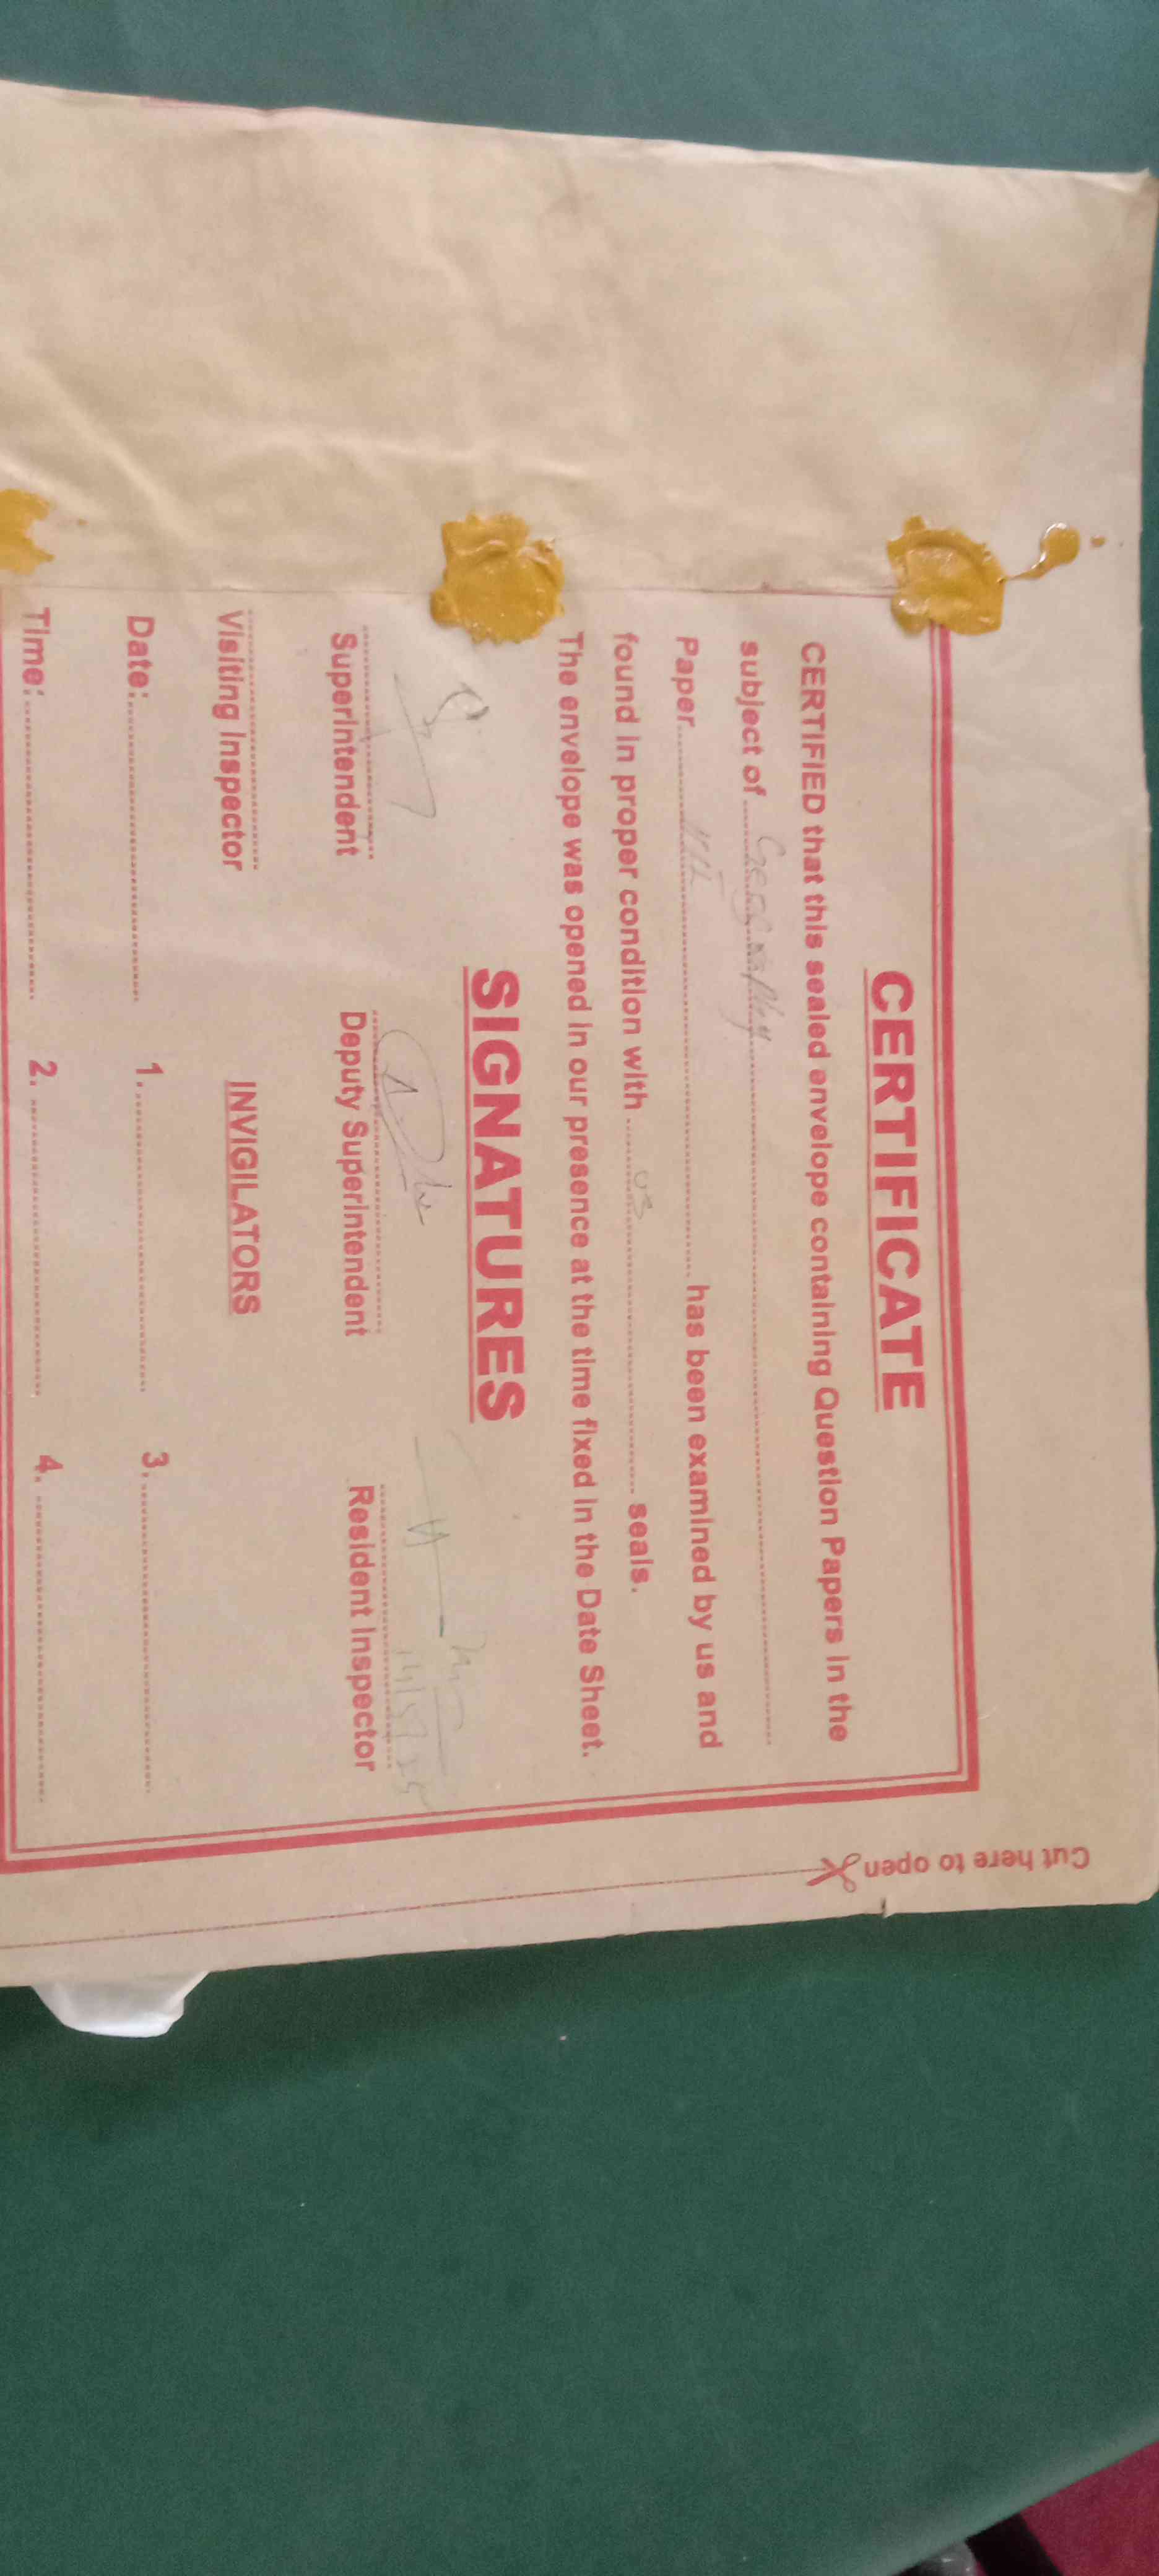 CERTIFICATE
CERTIFIED that this sealed envelope containing Question Papers in the
subject of ........ Geography ........
Paper ........ has been examined by us and
found in proper condition with ........ 03 ........ seals.
The envelope was opened in our presence at the time fixed in the Date Sheet.
SIGNATURES
Superintendent Deputy Superintendent Resident Inspector
Visiting Inspector INVIGILATORS
Date: 1. 3.
Time: 2. 4.
Cut here to open